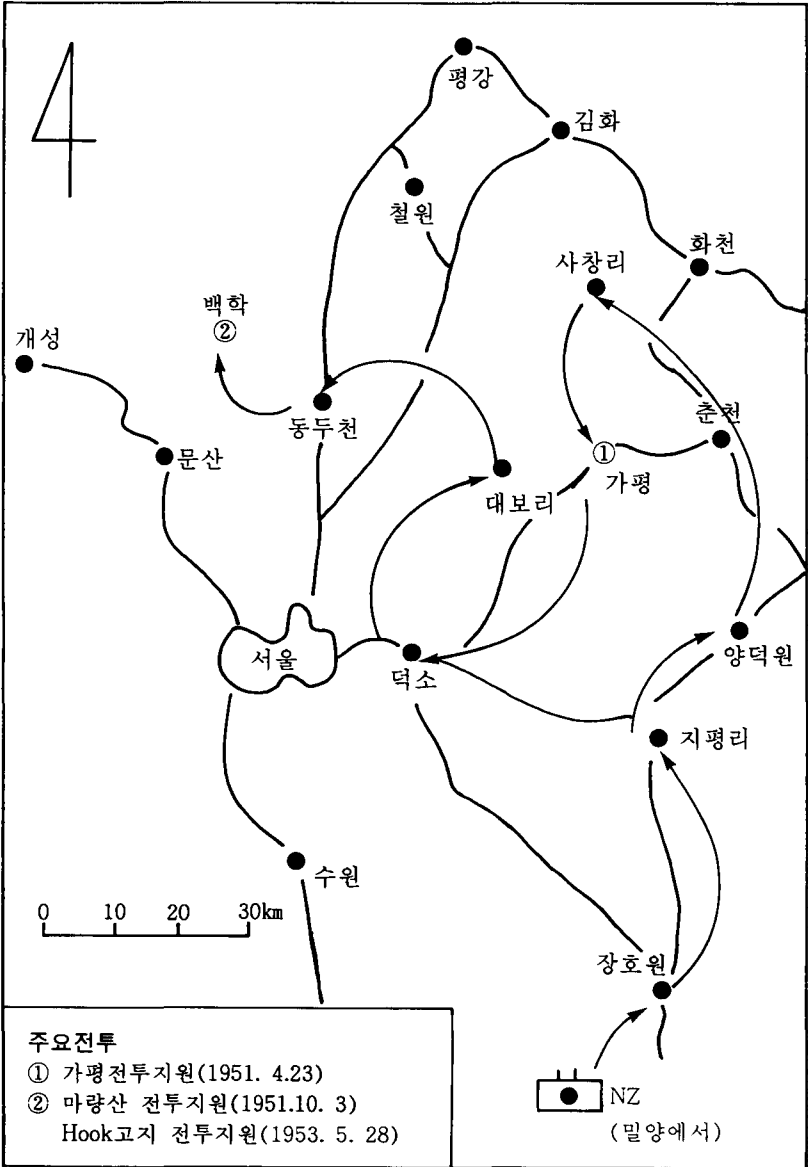 평강
김화
철원
화천
사창리
백학
②
개성
춘천
동두천
①
가평
문산
대보리
서울
덕소
양덕원
지평리
수원
0 10 20 30km
장호원
주요전투
① 가평전투지원(1951. 4.23)
② 마량산 전투지원(1951.10. 3)
Hook고지 전투지원(1953. 5. 28)
NZ
(밀양에서)